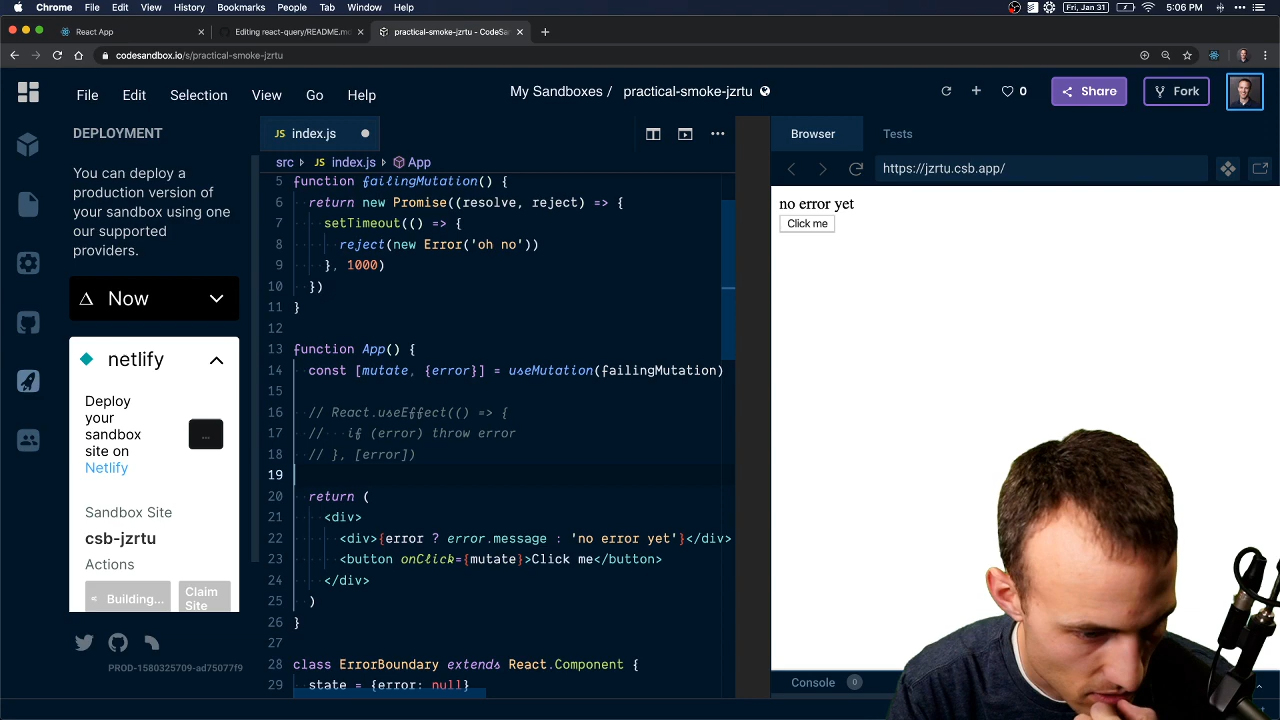 Chrome File Edit View History Bookmarks People Tab Window Help Fri, Jan 31 5:06 PM
React App × Editing react-query/README.m × practical-smoke-jzrtu - CodeSa × +
codesandbox.io/s/practical-smoke-jzrtu
File Edit Selection View Go Help My Sandboxes / practical-smoke-jzrtu 0 Share Fork
DEPLOYMENT
You can deploy a
production version of
your sandbox using one
our supported
providers.
Now
netlify
Deploy
your
sandbox
site on
Netlify
...
Sandbox Site
csb-jzrtu
Actions
Building...
Claim
Site
PROD-1580325709-ad75077f9
JS index.js
src JS index.js App
5 function failingMutation() {
6 return new Promise((resolve, reject) => {
7 setTimeout(() => {
8 reject(new Error('oh no'))
9 }, 1000)
10 })
11 }
12
13 function App() {
14 const [mutate, {error}] = useMutation(failingMutation)
15
16 // React.useEffect(() => {
17 // if (error) throw error
18 // }, [error])
19
20 return (
21 <div>
22 <div>{error ? error.message : 'no error yet'}</div>
23 <button onClick={mutate}>Click me</button>
24 </div>
25 )
26 }
27
28 class ErrorBoundary extends React.Component {
29 state = {error: null}
Browser Tests
https://jzrtu.csb.app/
no error yet
Click me
Console 0